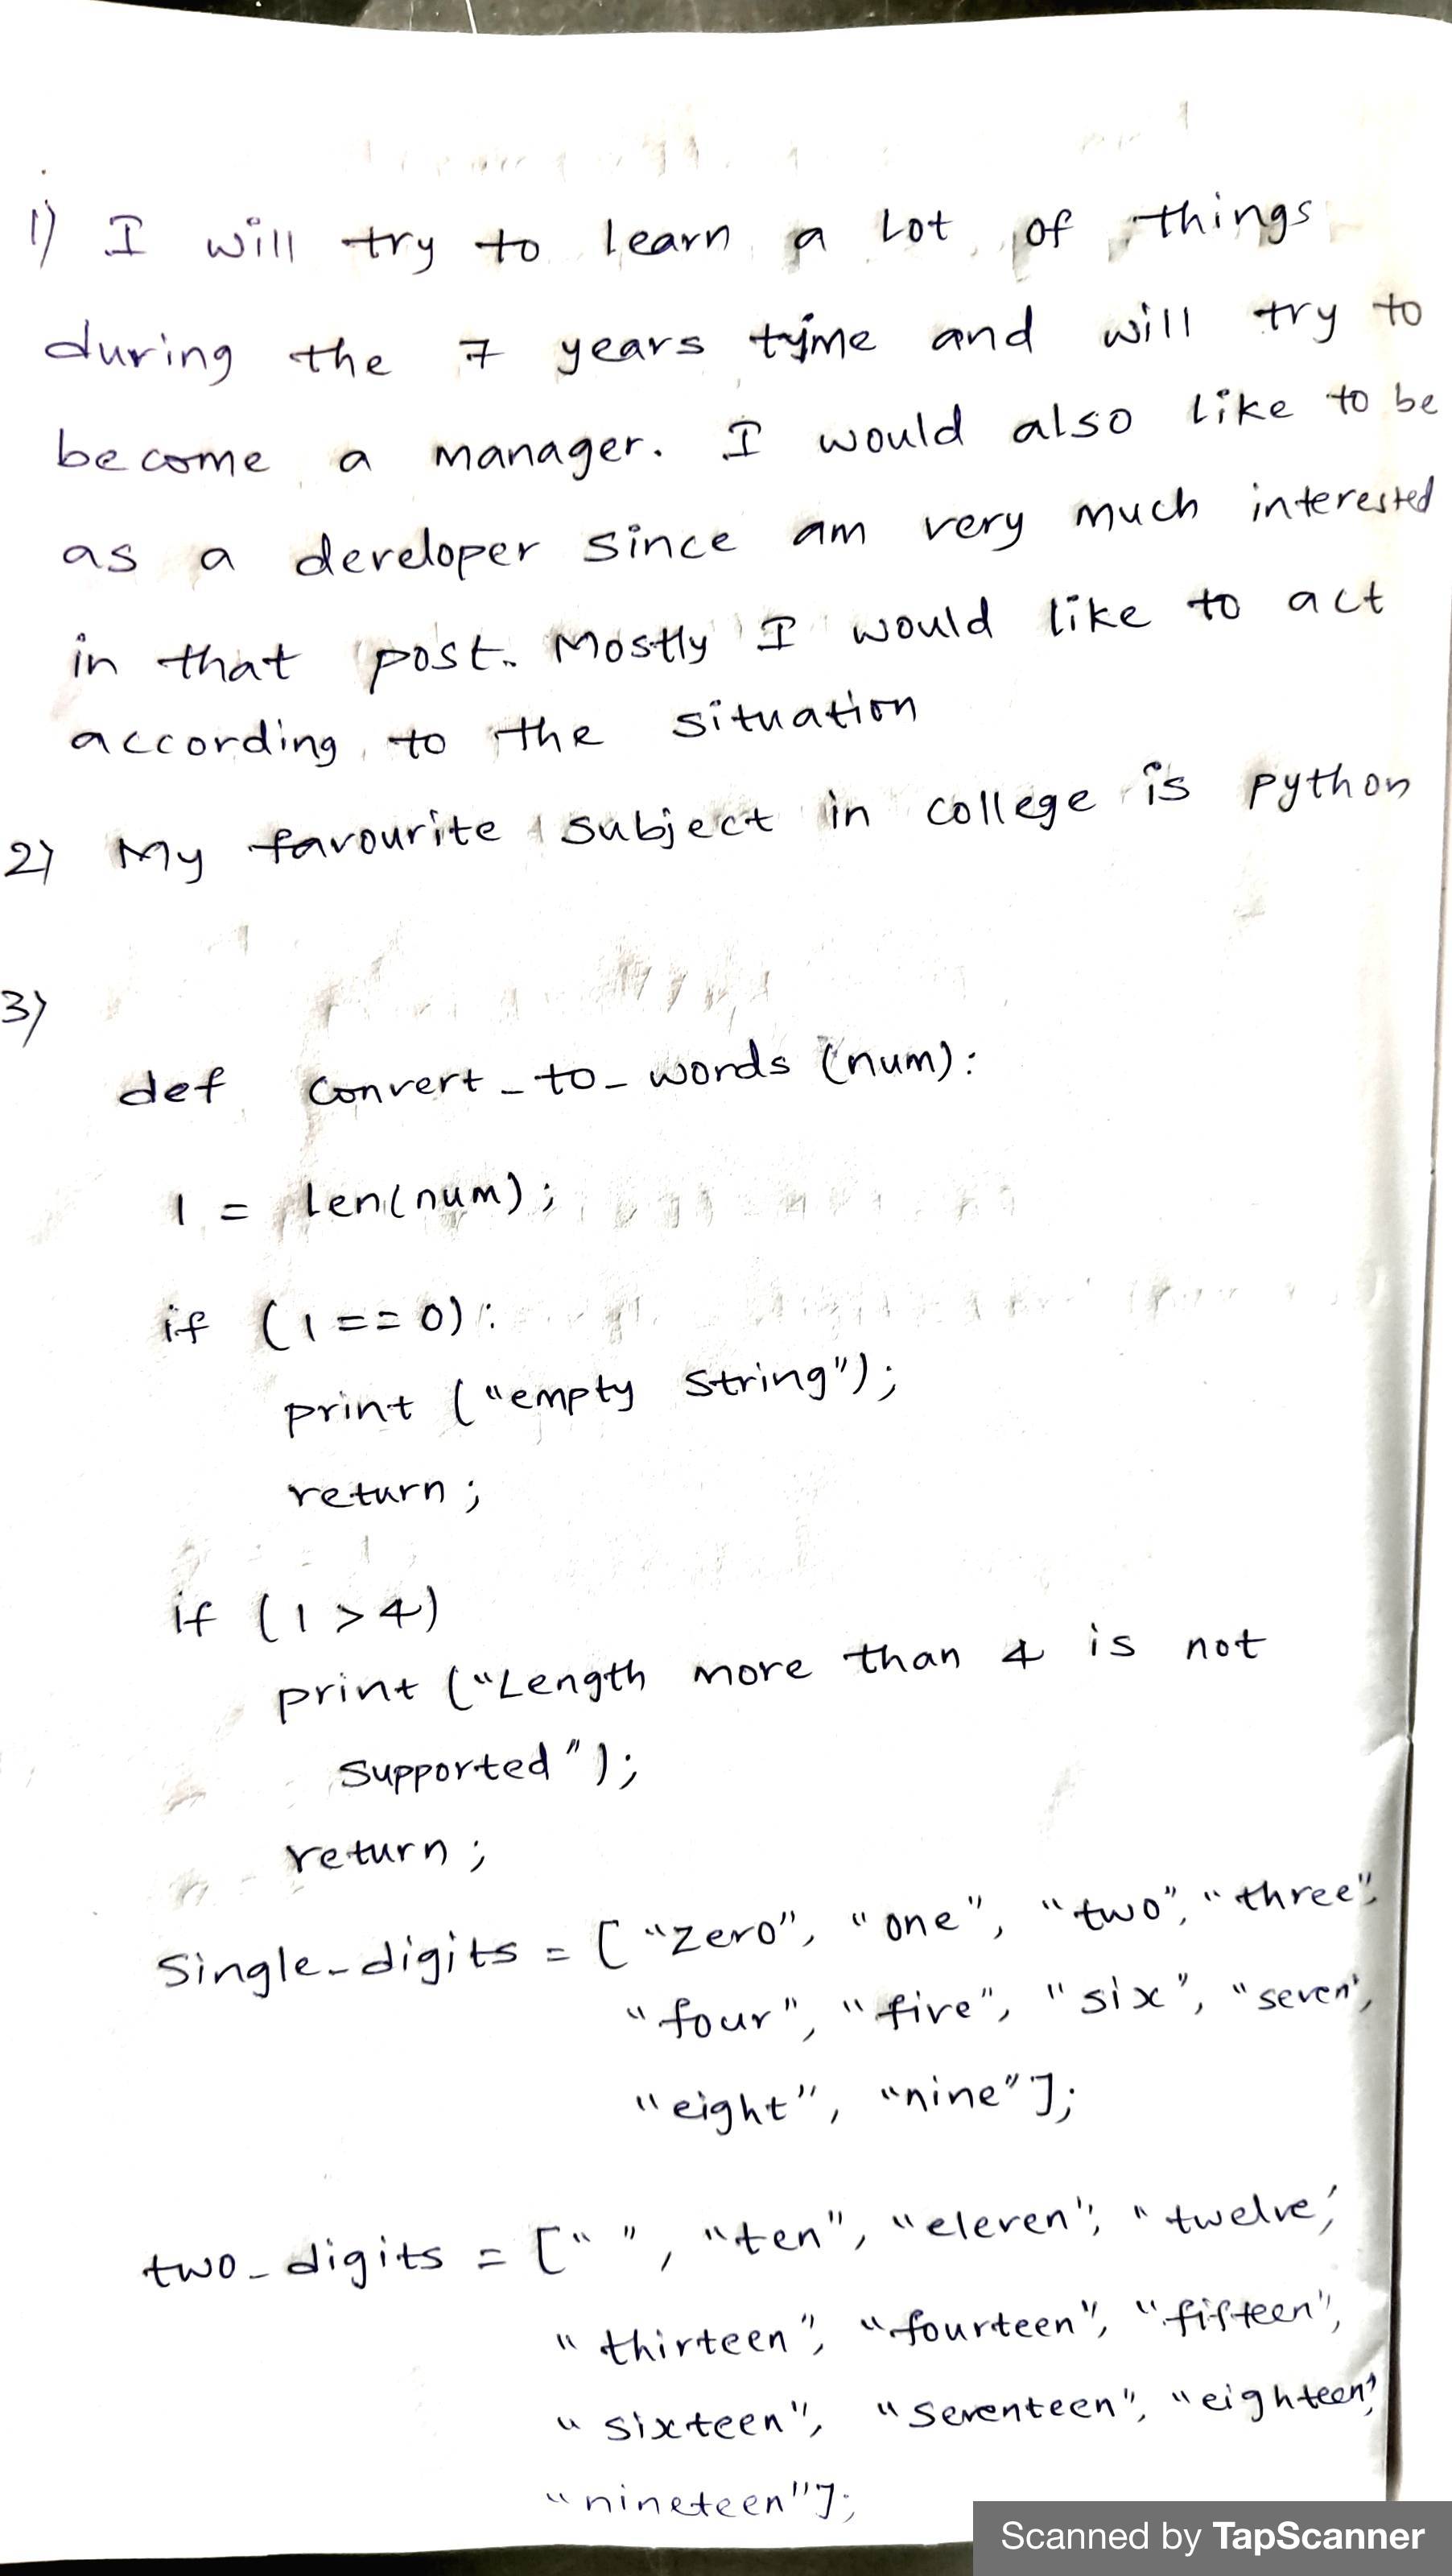 1) I will try to learn a lot of things
during the 7 years tyme and will try to
become a manager. I would also like to be
as a developer since am very much interested
in that post. Mostly I would like to act
according to the situation
2) My favourite subject in college is python
3)
def convert_to_words (num):
l = len(num);
if (l == 0):
print ("empty string");
return;
if (l > 4)
print ("Length more than 4 is not
supported");
return;
Single_digits = ["zero", "one", "two", "three",
"four", "five", "six", "seven",
"eight", "nine"];
two_digits = [" ", "ten", "eleven", "twelve,
"thirteen", "fourteen", "fifteen",
"sixteen", "seventeen", "eighteen",
"nineteen"];
Scanned by TapScanner